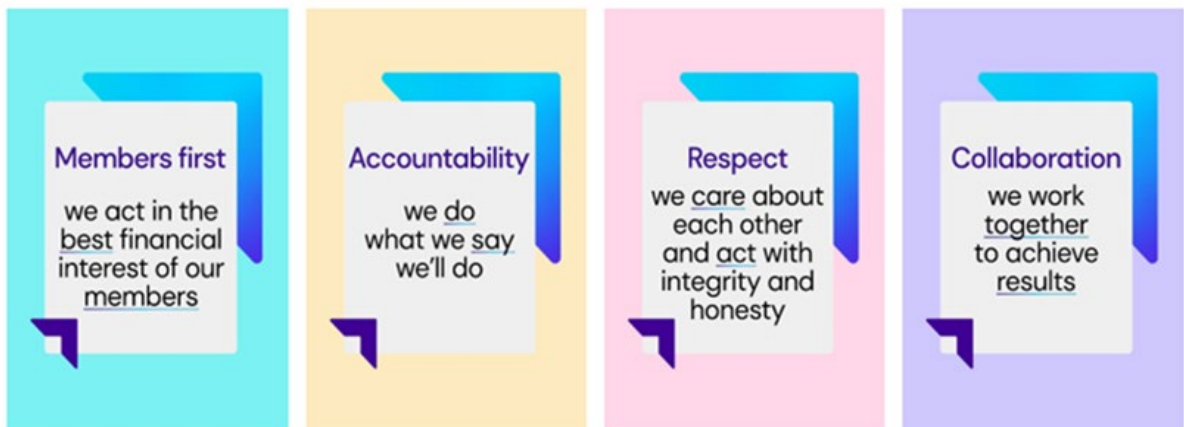 Members first
we act in the
best financial
interest of our
members
Accountability
we do
what we say
we'll do
Respect
we care about
each other
and act with
integrity and
honesty
Collaboration
we work
together
to achieve
results